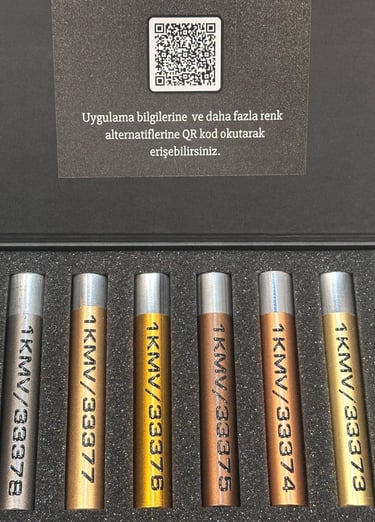 Uygulama bilgilerine ve daha fazla renk
alternatiflerine QR kod okutarak
erişebilirsiniz.
1KMV/33378
1KMV/33377
1KMV/33376
1KMV/33375
1KMV/33374
1KMV/33373